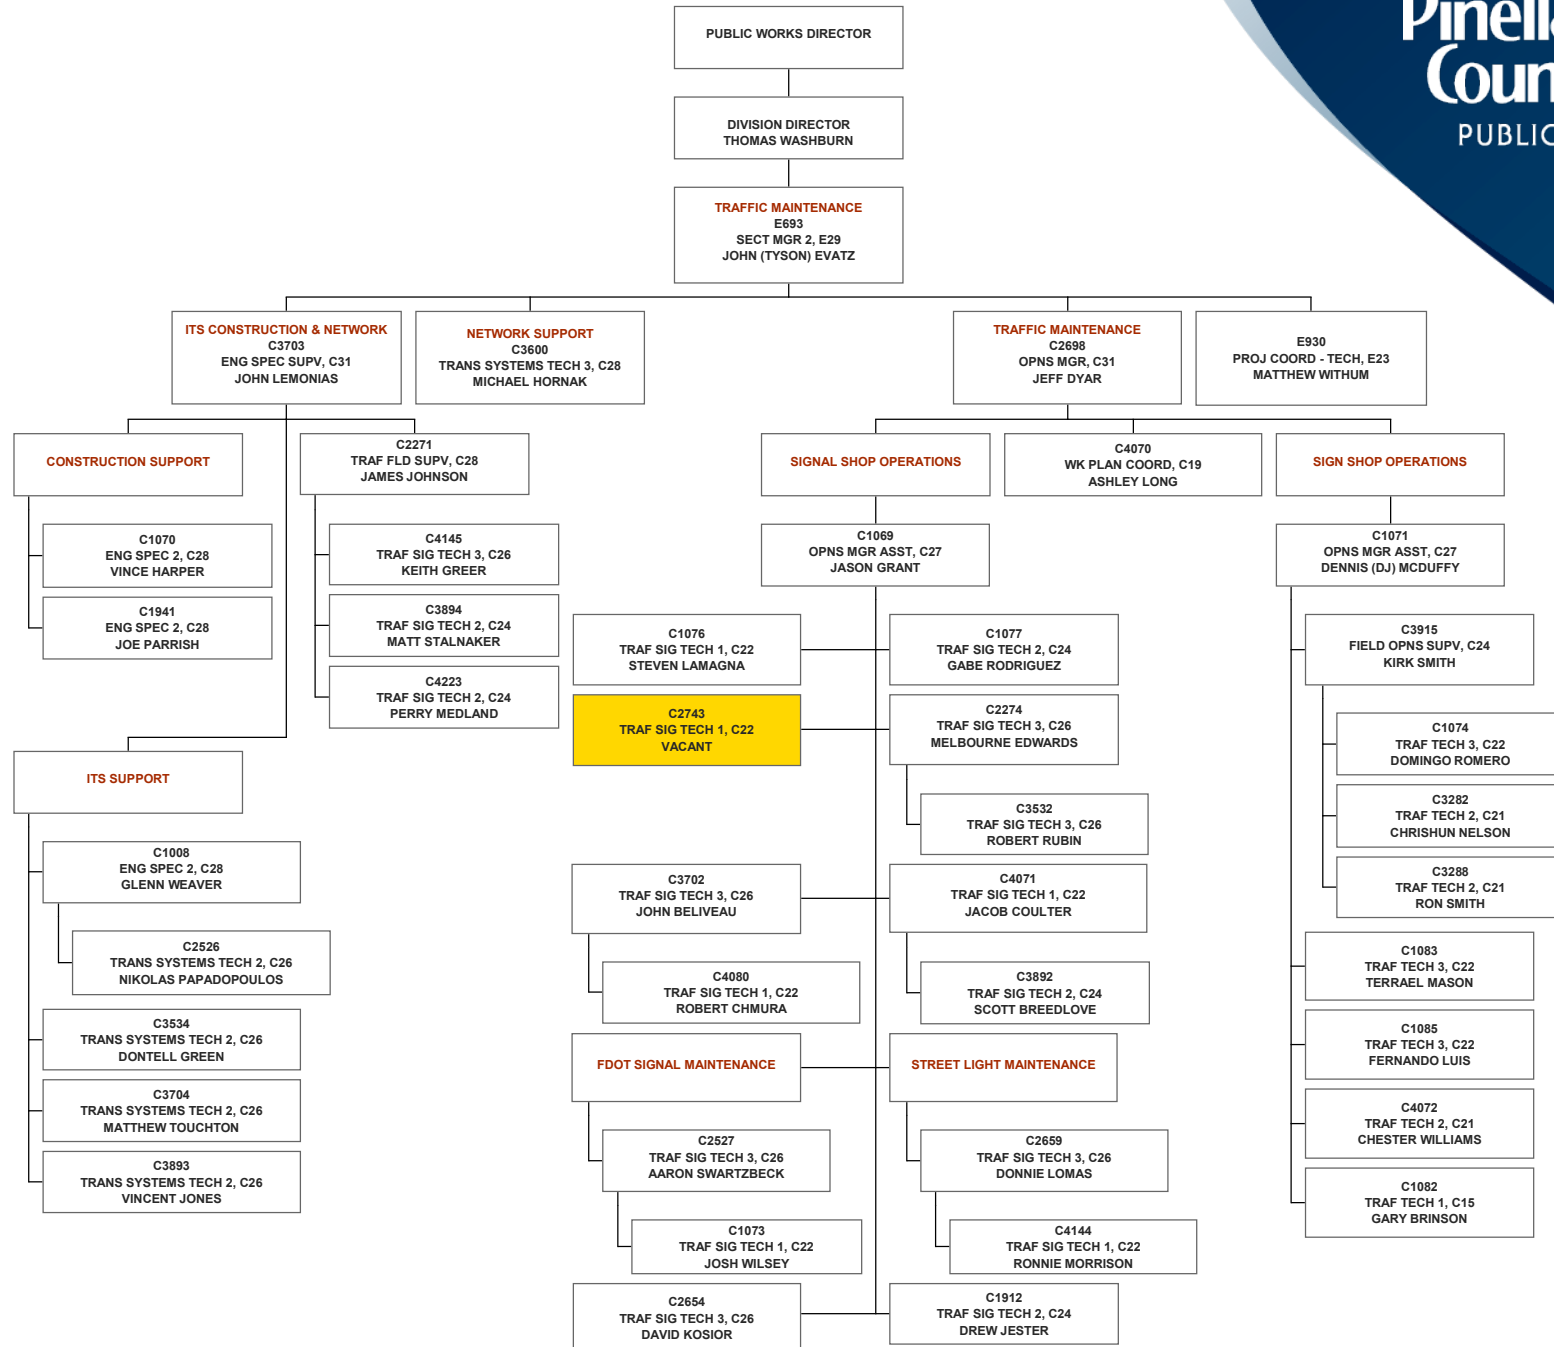 Pinella
Coun
PUBLIC
PUBLIC WORKS DIRECTOR
DIVISION DIRECTOR
THOMAS WASHBURN
TRAFFIC MAINTENANCE
E693
SECT MGR 2, E29
JOHN (TYSON) EVATZ
ITS CONSTRUCTION & NETWORK
C3703
ENG SPEC SUPV, C31
JOHN LEMONIAS
NETWORK SUPPORT
C3600
TRANS SYSTEMS TECH 3, C28
MICHAEL HORNAK
TRAFFIC MAINTENANCE
C2698
OPNS MGR, C31
JEFF DYAR
E930
PROJ COORD - TECH, E23
MATTHEW WITHUM
CONSTRUCTION SUPPORT
C2271
TRAF FLD SUPV, C28
JAMES JOHNSON
SIGNAL SHOP OPERATIONS
C4070
WK PLAN COORD, C19
ASHLEY LONG
SIGN SHOP OPERATIONS
C1070
ENG SPEC 2, C28
VINCE HARPER
C1941
ENG SPEC 2, C28
JOE PARRISH
C4145
TRAF SIG TECH 3, C26
KEITH GREER
C3894
TRAF SIG TECH 2, C24
MATT STALNAKER
C4223
TRAF SIG TECH 2, C24
PERRY MEDLAND
ITS SUPPORT
C1008
ENG SPEC 2, C28
GLENN WEAVER
C2526
TRANS SYSTEMS TECH 2, C26
NIKOLAS PAPADOPOULOS
C3534
TRANS SYSTEMS TECH 2, C26
DONTELL GREEN
C3704
TRANS SYSTEMS TECH 2, C26
MATTHEW TOUCHTON
C3893
TRANS SYSTEMS TECH 2, C26
VINCENT JONES
C1069
OPNS MGR ASST, C27
JASON GRANT
C1076
TRAF SIG TECH 1, C22
STEVEN LAMAGNA
C1077
TRAF SIG TECH 2, C24
GABE RODRIGUEZ
C2743
TRAF SIG TECH 1, C22
VACANT
C2274
TRAF SIG TECH 3, C26
MELBOURNE EDWARDS
C3532
TRAF SIG TECH 3, C26
ROBERT RUBIN
C3702
TRAF SIG TECH 3, C26
JOHN BELIVEAU
C4071
TRAF SIG TECH 1, C22
JACOB COULTER
C4080
TRAF SIG TECH 1, C22
ROBERT CHMURA
C3892
TRAF SIG TECH 2, C24
SCOTT BREEDLOVE
FDOT SIGNAL MAINTENANCE
STREET LIGHT MAINTENANCE
C2527
TRAF SIG TECH 3, C26
AARON SWARTZBECK
C2659
TRAF SIG TECH 3, C26
DONNIE LOMAS
C1073
TRAF SIG TECH 1, C22
JOSH WILSEY
C4144
TRAF SIG TECH 1, C22
RONNIE MORRISON
C2654
TRAF SIG TECH 3, C26
DAVID KOSIOR
C1912
TRAF SIG TECH 2, C24
DREW JESTER
C1071
OPNS MGR ASST, C27
DENNIS (DJ) MCDUFFY
C3915
FIELD OPNS SUPV, C24
KIRK SMITH
C1074
TRAF TECH 3, C22
DOMINGO ROMERO
C3282
TRAF TECH 2, C21
CHRISHUN NELSON
C3288
TRAF TECH 2, C21
RON SMITH
C1083
TRAF TECH 3, C22
TERRAEL MASON
C1085
TRAF TECH 3, C22
FERNANDO LUIS
C4072
TRAF TECH 2, C21
CHESTER WILLIAMS
C1082
TRAF TECH 1, C15
GARY BRINSON